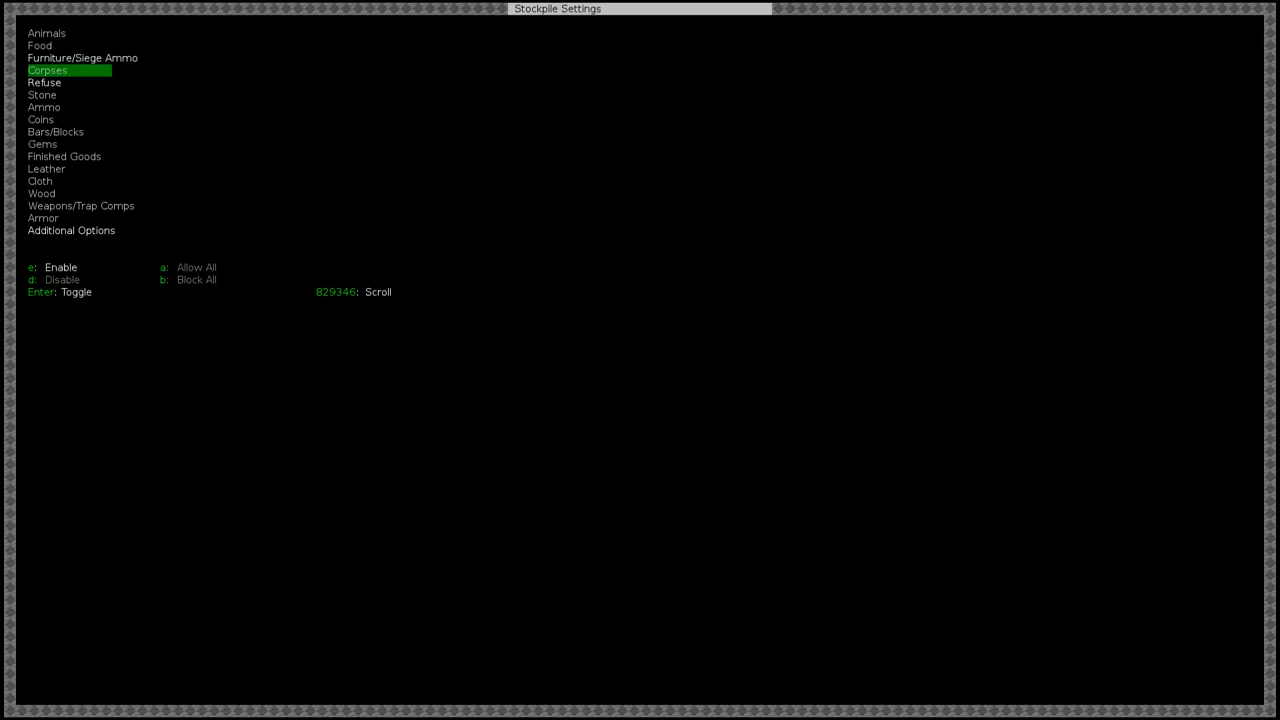 Stockpile Settings
Animals
Food
Furniture/Siege Ammo
Corpses
Refuse
Stone
Ammo
Coins
Bars/Blocks
Gems
Finished Goods
Leather
Cloth
Wood
Weapons/Trap Comps
Armor
Additional Options
e: Enable a: Allow All
d: Disable b: Block All
Enter: Toggle 829346: Scroll